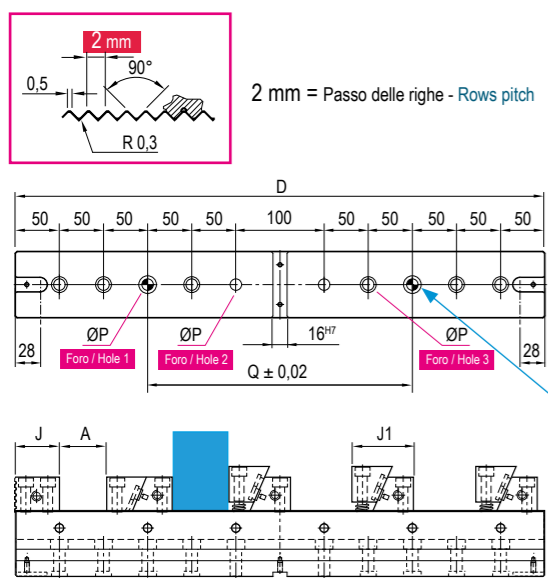 2 mm
90°
0,5
R 0,3
2 mm = Passo delle righe - Rows pitch
D
50 50 50 50 50 100 50 50 50 50 50
ØP ØP 16H7 ØP
28 Foro / Hole 1 Foro / Hole 2 Foro / Hole 3 28
Q ± 0,02
J A J1